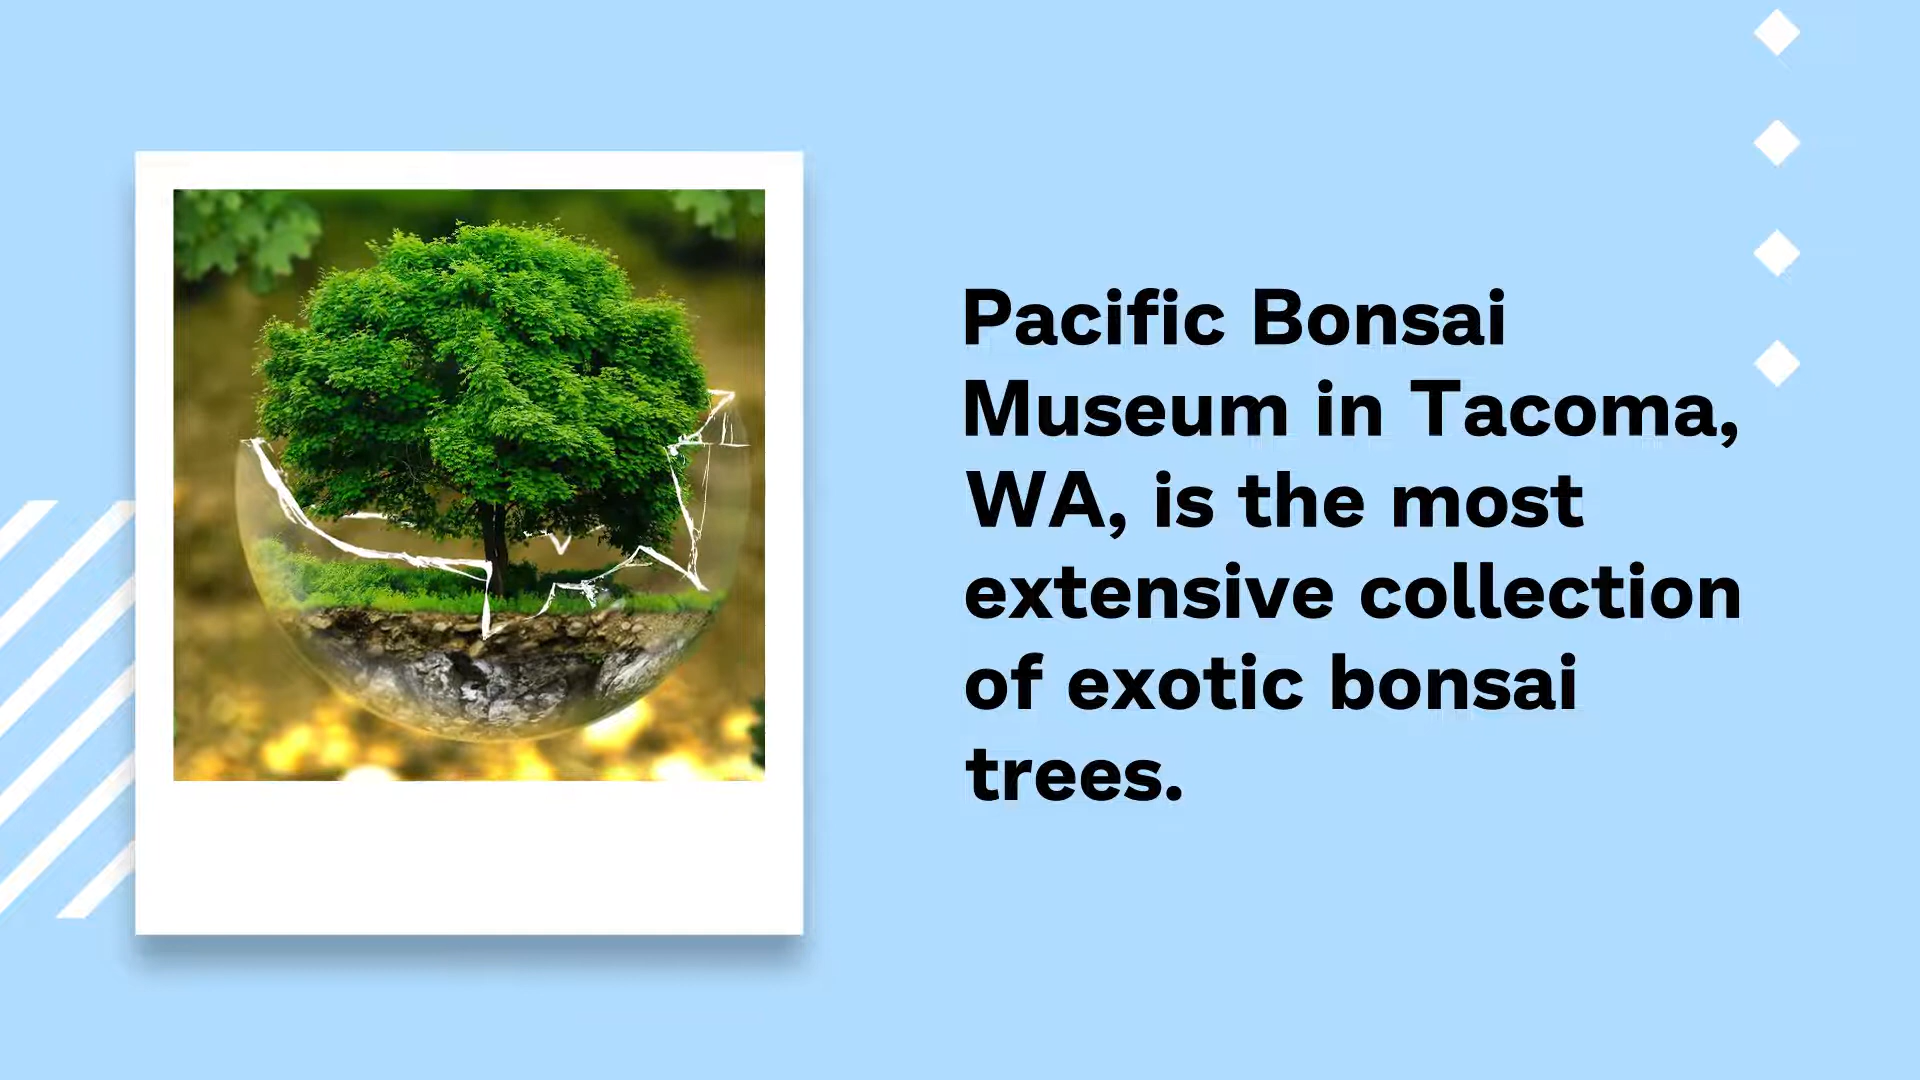 Pacific Bonsai
Museum in Tacoma,
WA, is the most
extensive collection
of exotic bonsai
trees.